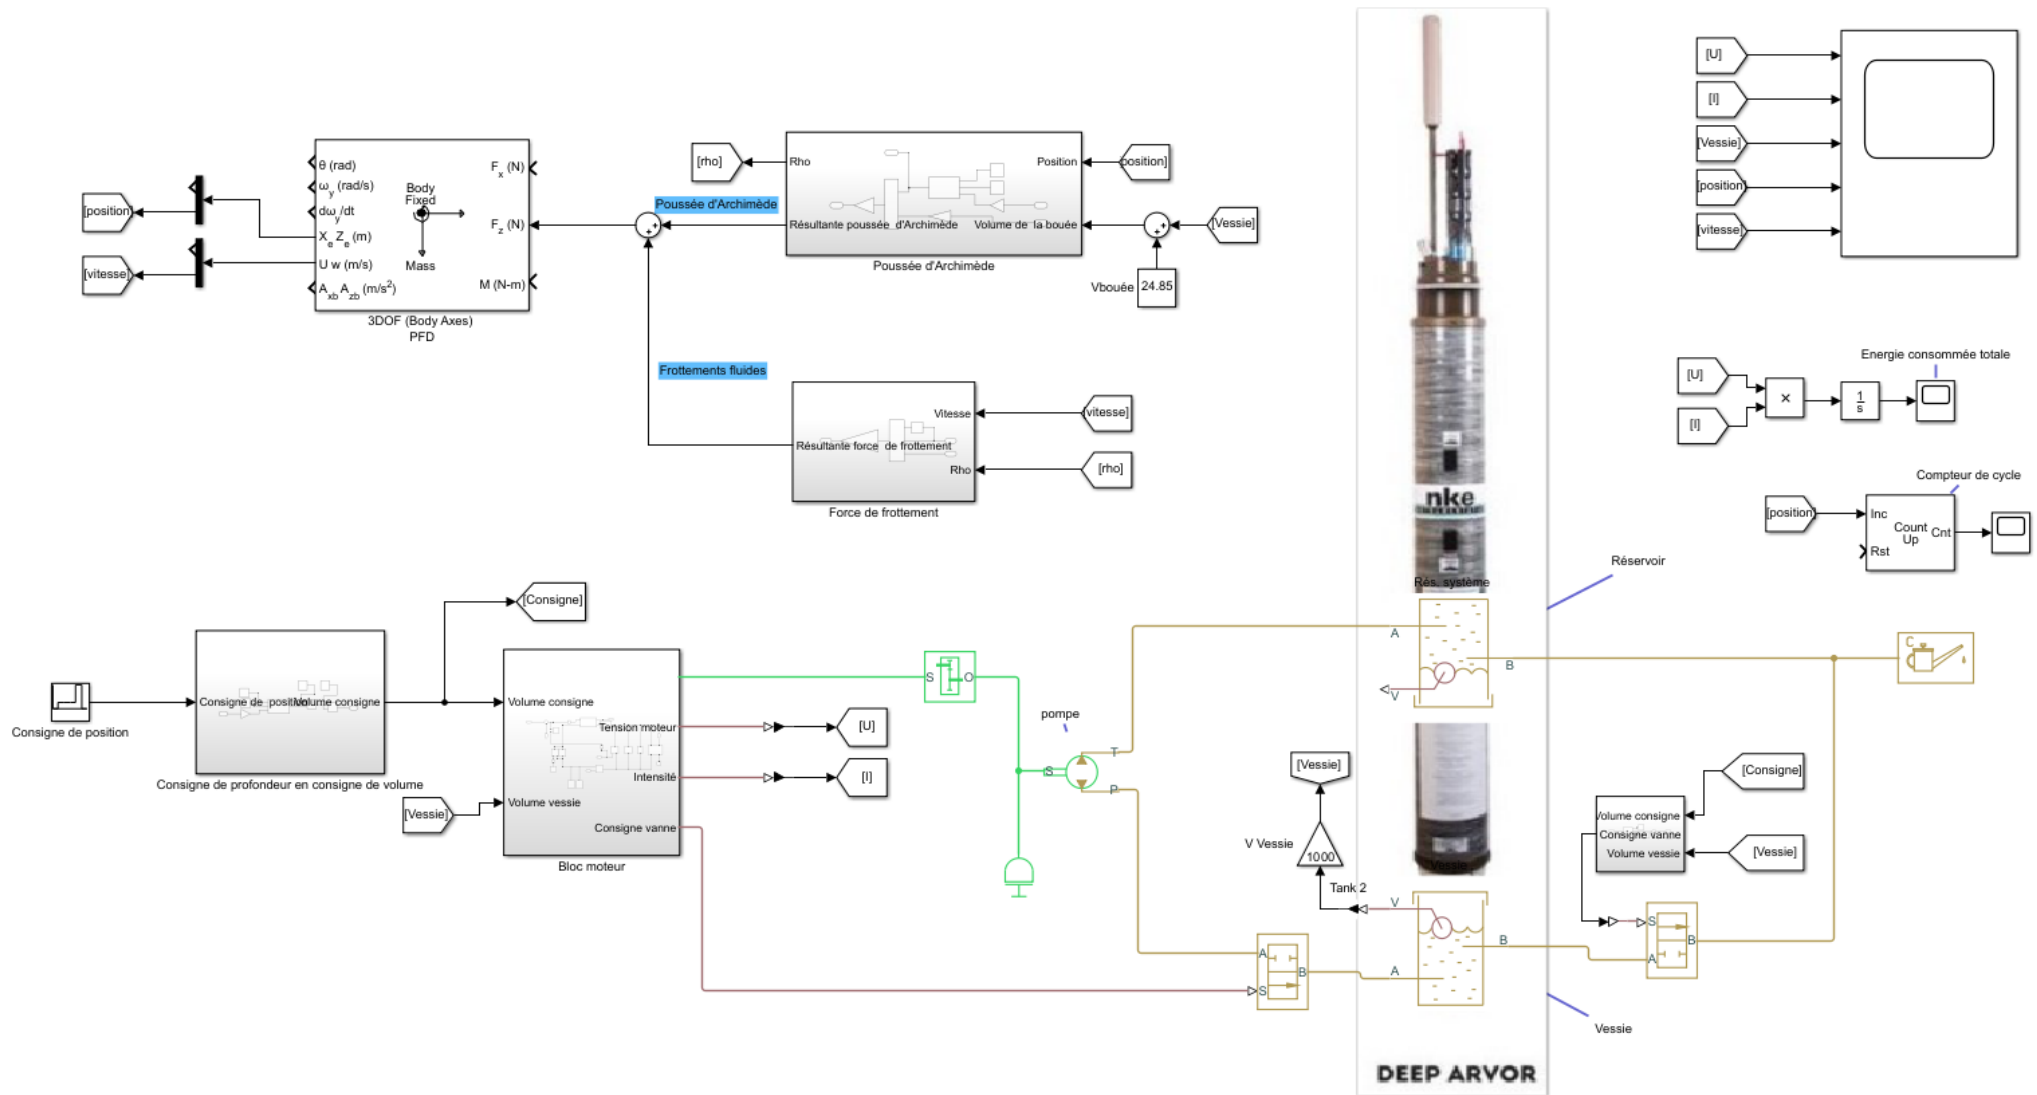 θ (rad)
ω_y (rad/s)
dω_y/dt
X_e Z_e (m)
U w (m/s)
A_xb A_zb (m/s²)
Body
Fixed
Mass
F_x (N)
F_z (N)
M (N-m)
3DOF (Body Axes)
PFD
[position]
[vitesse]
[rho]
Poussée d'Archimède
Rho
Position
Résultante poussée d'Archimède
Volume de la bouée
Poussée d'Archimède
[position]
[Vessie]
Vbouée
24.85
Frottements fluides
Vitesse
Résultante force de frottement
Rho
Force de frottement
[vitesse]
[rho]
[U]
[I]
[Vessie]
[position]
[vitesse]
Energie consommée totale
[U]
[I]
×
1
s
Compteur de cycle
[position]
Inc
Count
Up
Cnt
Rst
nke
Rés. système
Réservoir
A
B
V
C
[Consigne]
Consigne de position
Consigne de position
Volume consigne
Consigne de profondeur en consigne de volume
[Vessie]
Volume consigne
Tension moteur
Intensité
Volume vessie
Consigne vanne
Bloc moteur
[U]
[I]
S
O
pompe
S
T
P
[Vessie]
V Vessie
1000
Tank 2
Vessie
V
A
B
A
B
S
[Consigne]
Volume consigne
Consigne vanne
Volume vessie
[Vessie]
S
B
A
Vessie
DEEP ARVOR